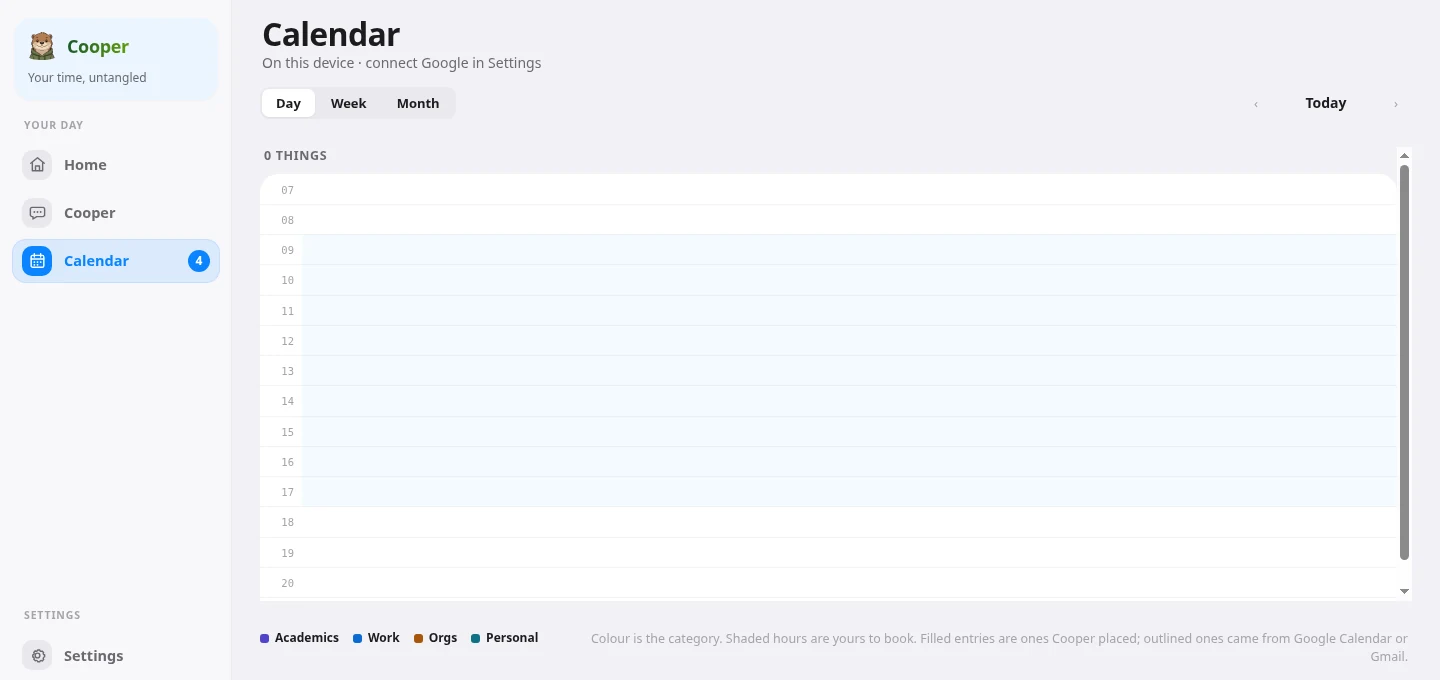 Cooper
Your time, untangled
YOUR DAY
Home
Cooper
Calendar
4
SETTINGS
Settings
Calendar
On this device · connect Google in Settings
Day
Week
Month
‹
Today
›
0 THINGS
07
08
09
10
11
12
13
14
15
16
17
18
19
20
Academics
Work
Orgs
Personal
Colour is the category. Shaded hours are yours to book. Filled entries are ones Cooper placed; outlined ones came from Google Calendar or
Gmail.